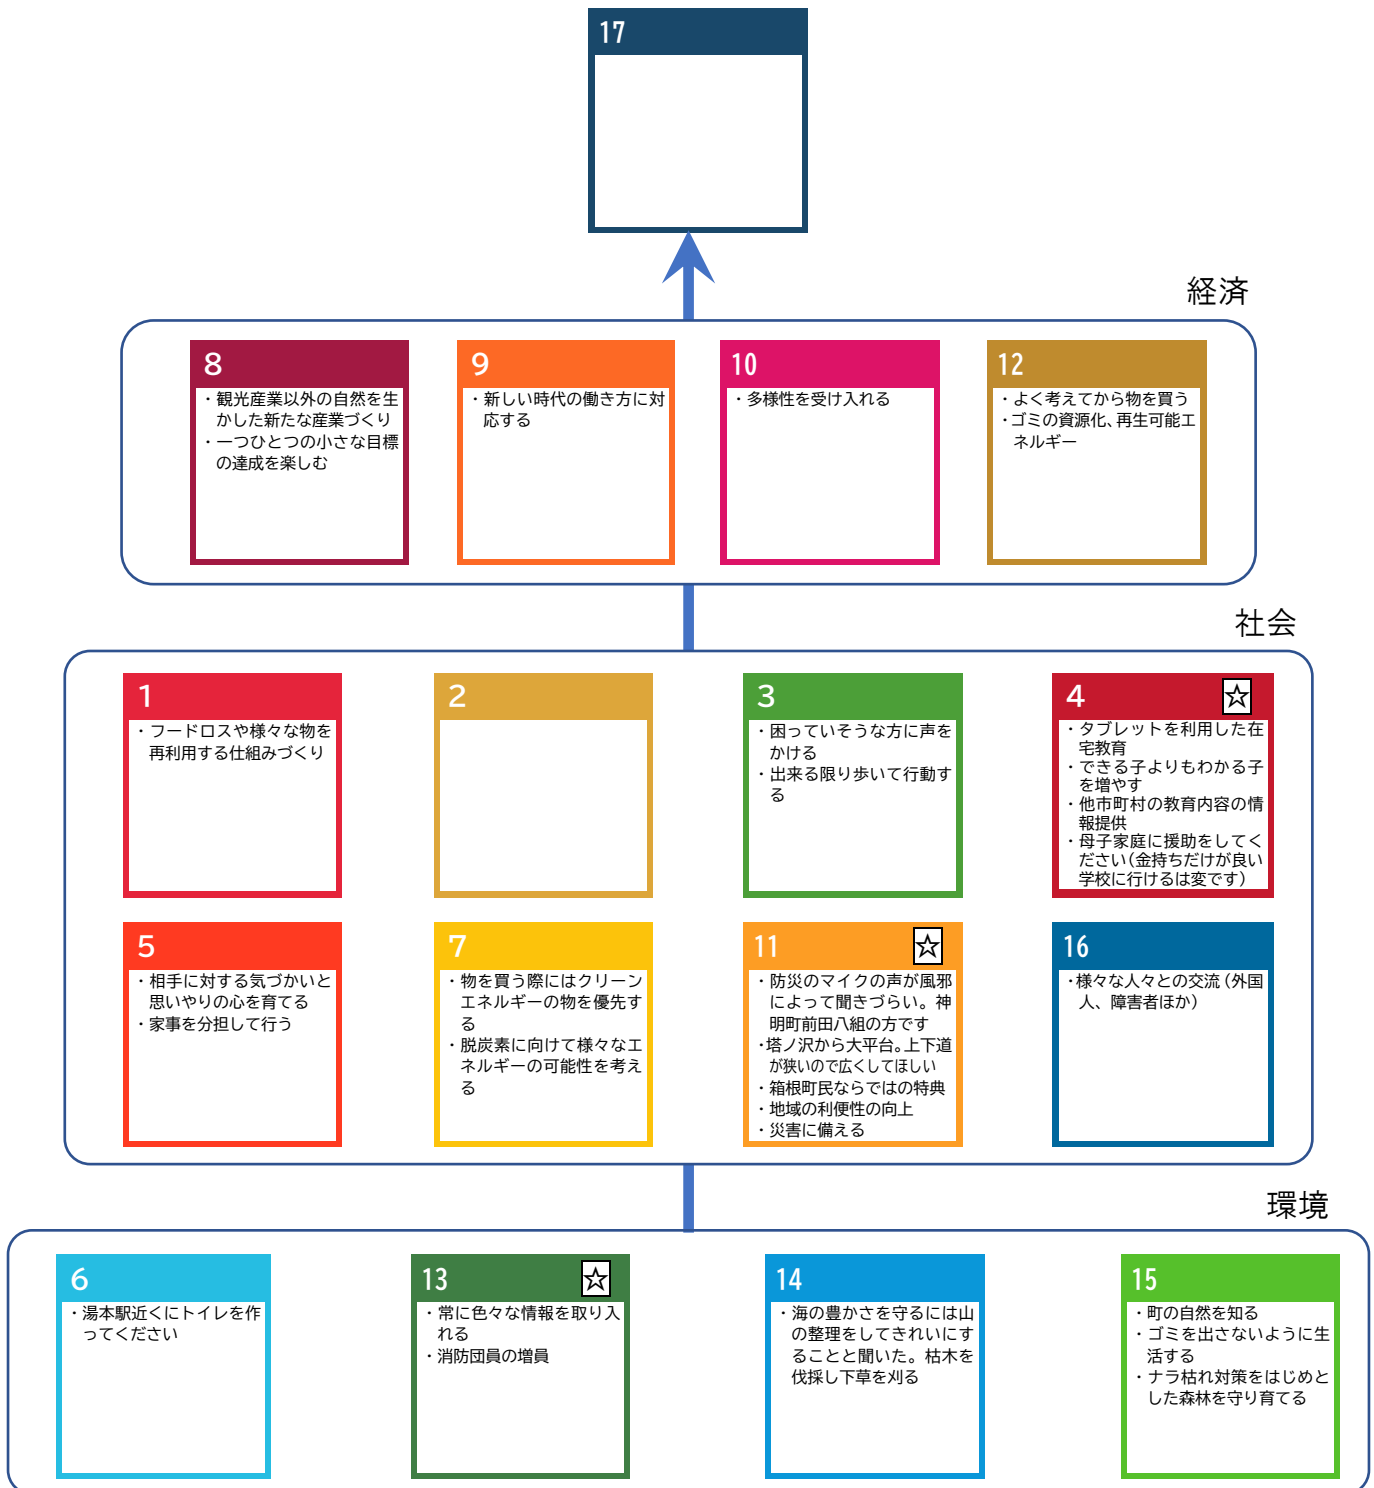 17
経済
8
・観光産業以外の自然を生
かした新たな産業づくり
・一つひとつの小さな目標
の達成を楽しむ
9
・新しい時代の働き方に対
応する
10
・多様性を受け入れる
12
・よく考えてから物を買う
・ゴミの資源化、再生可能エ
ネルギー
社会
1
・フードロスや様々な物を
再利用する仕組みづくり
2
3
・困っていそうな方に声を
かける
・出来る限り歩いて行動す
る
4 ☆
・タブレットを利用した在
宅教育
・できる子よりもわかる子
を増やす
・他市町村の教育内容の情
報提供
・母子家庭に援助をしてく
ださい(金持ちだけが良い
学校に行けるは変です)
5
・相手に対する気づかいと
思いやりの心を育てる
・家事を分担して行う
7
・物を買う際にはクリーン
エネルギーの物を優先す
る
・脱炭素に向けて様々なエ
ネルギーの可能性を考え
る
11 ☆
・防災のマイクの声が風邪
によって聞きづらい。神
明町前田八組の方です
・塔ノ沢から大平台。上下道
が狭いので広くしてほしい
・箱根町民ならではの特典
・地域の利便性の向上
・災害に備える
16
・様々な人々との交流(外国
人、障害者ほか)
環境
6
・湯本駅近くにトイレを作
ってください
13 ☆
・常に色々な情報を取り入
れる
・消防団員の増員
14
・海の豊かさを守るには山
の整理をしてきれいにす
ることと聞いた。枯木を
伐採し下草を刈る
15
・町の自然を知る
・ゴミを出さないように生
活する
・ナラ枯れ対策をはじめと
した森林を守り育てる